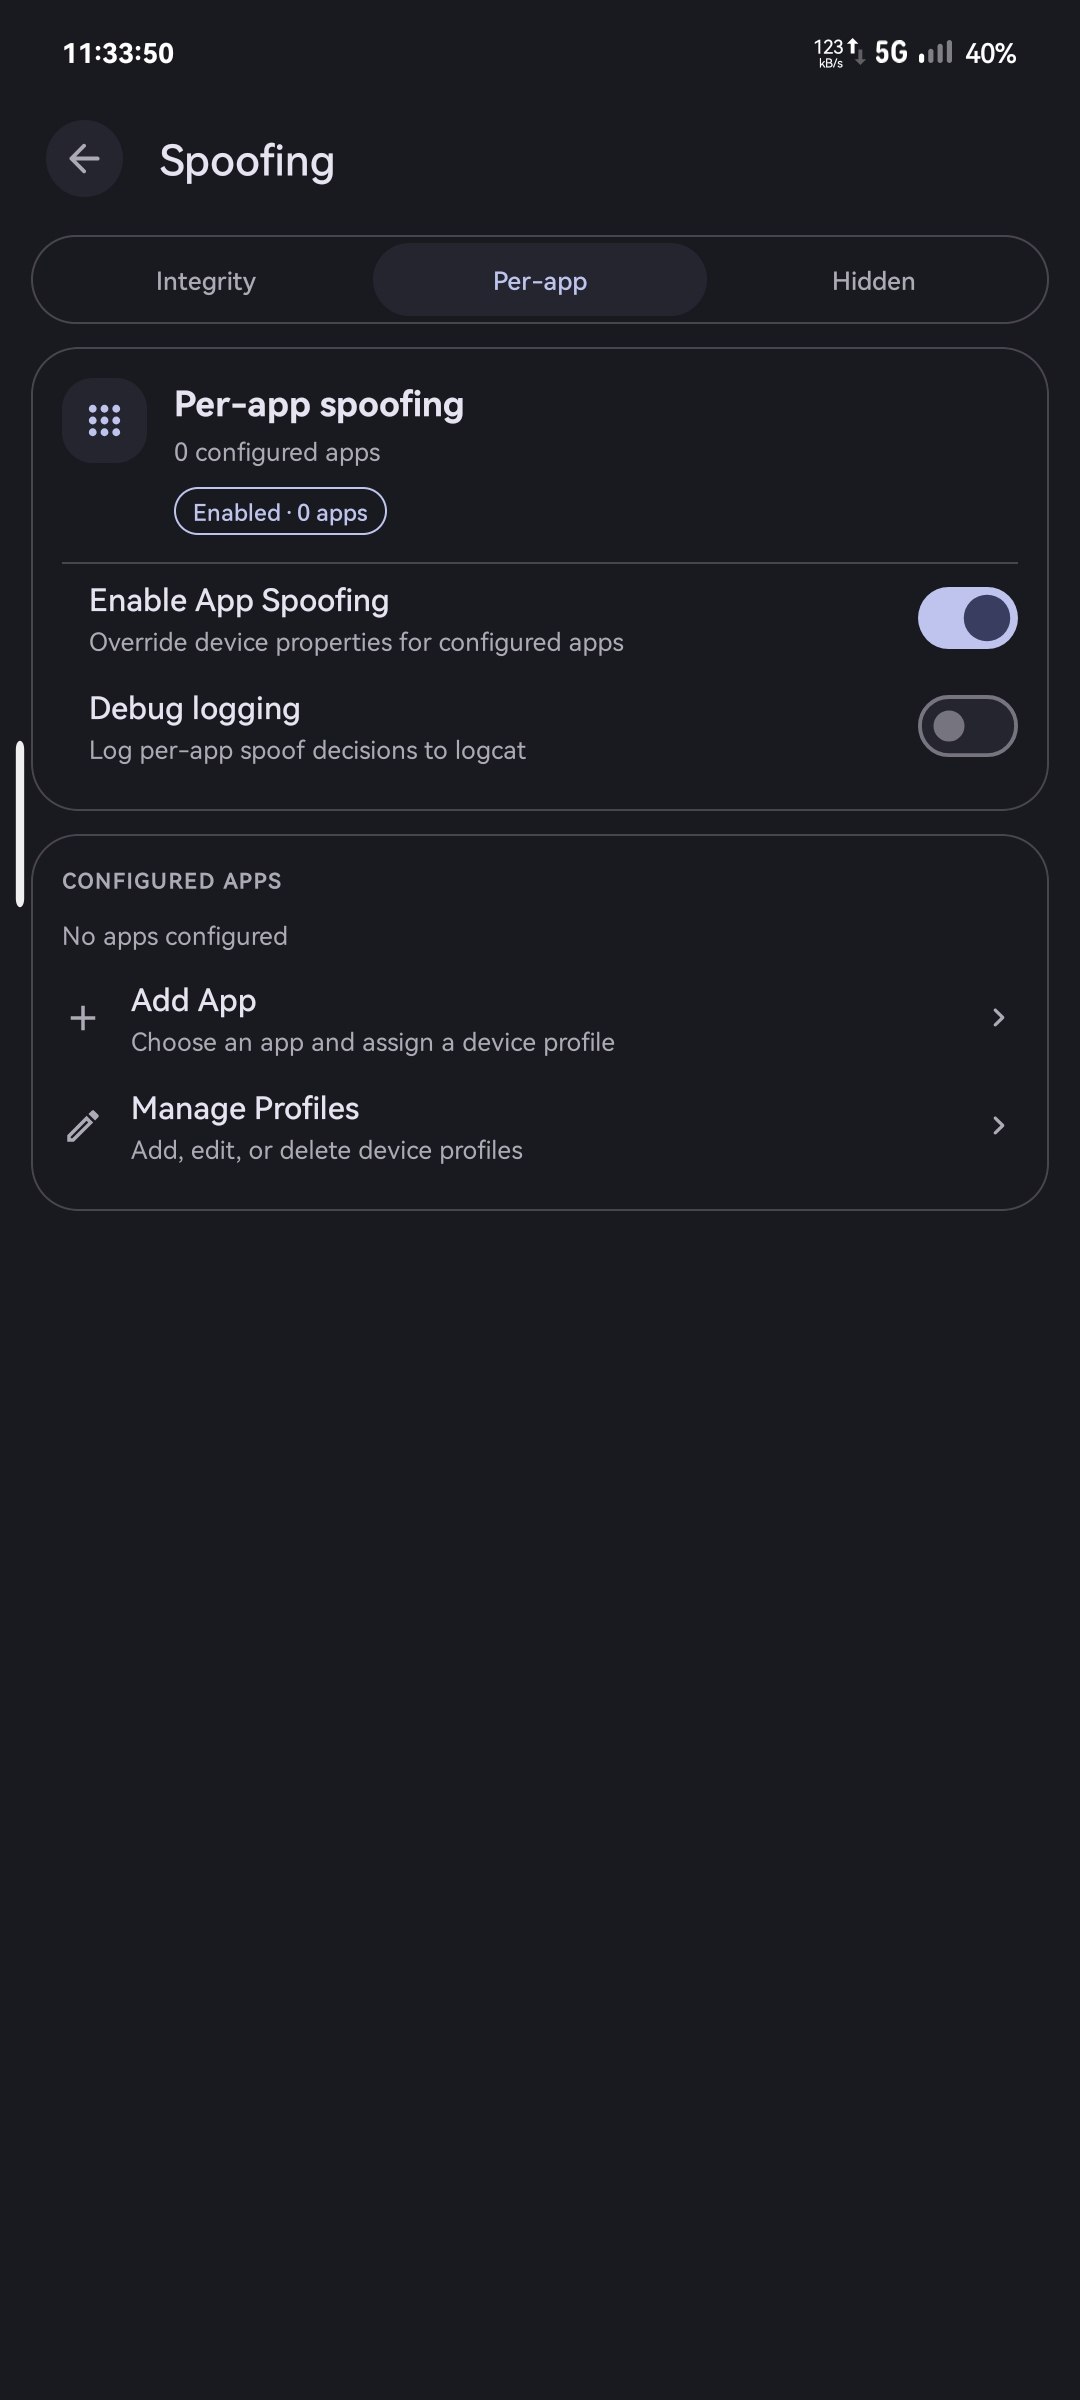 11:33:50
123 kB/s 5G 40%
Spoofing
Integrity Per-app Hidden
Per-app spoofing
0 configured apps
Enabled · 0 apps
Enable App Spoofing
Override device properties for configured apps
Debug logging
Log per-app spoof decisions to logcat
CONFIGURED APPS
No apps configured
Add App
Choose an app and assign a device profile
Manage Profiles
Add, edit, or delete device profiles